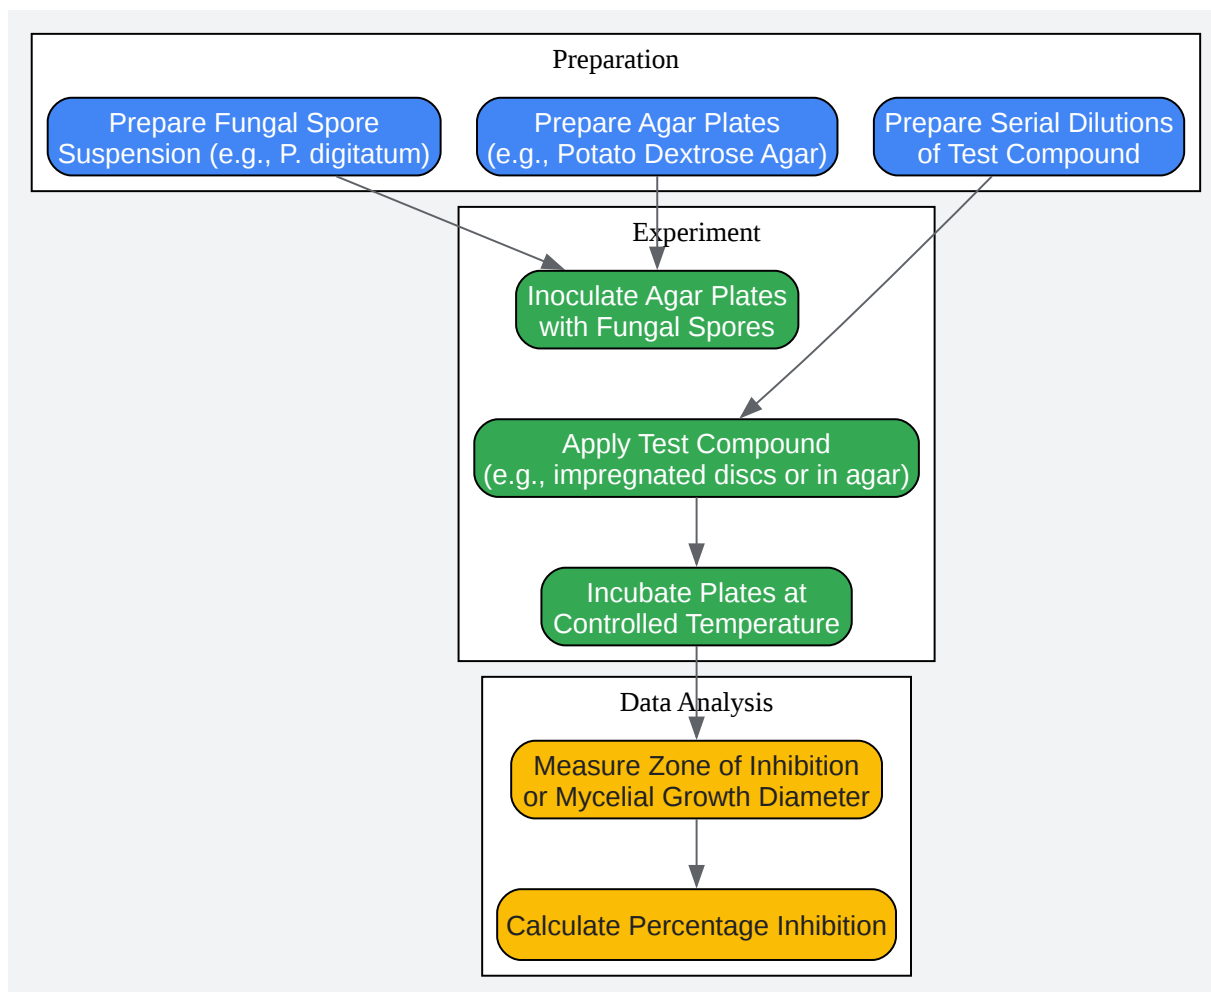 Preparation
Prepare Fungal Spore
Suspension (e.g., P. digitatum)
Prepare Agar Plates
(e.g., Potato Dextrose Agar)
Prepare Serial Dilutions
of Test Compound
Experiment
Inoculate Agar Plates
with Fungal Spores
Apply Test Compound
(e.g., impregnated discs or in agar)
Incubate Plates at
Controlled Temperature
Data Analysis
Measure Zone of Inhibition
or Mycelial Growth Diameter
Calculate Percentage Inhibition